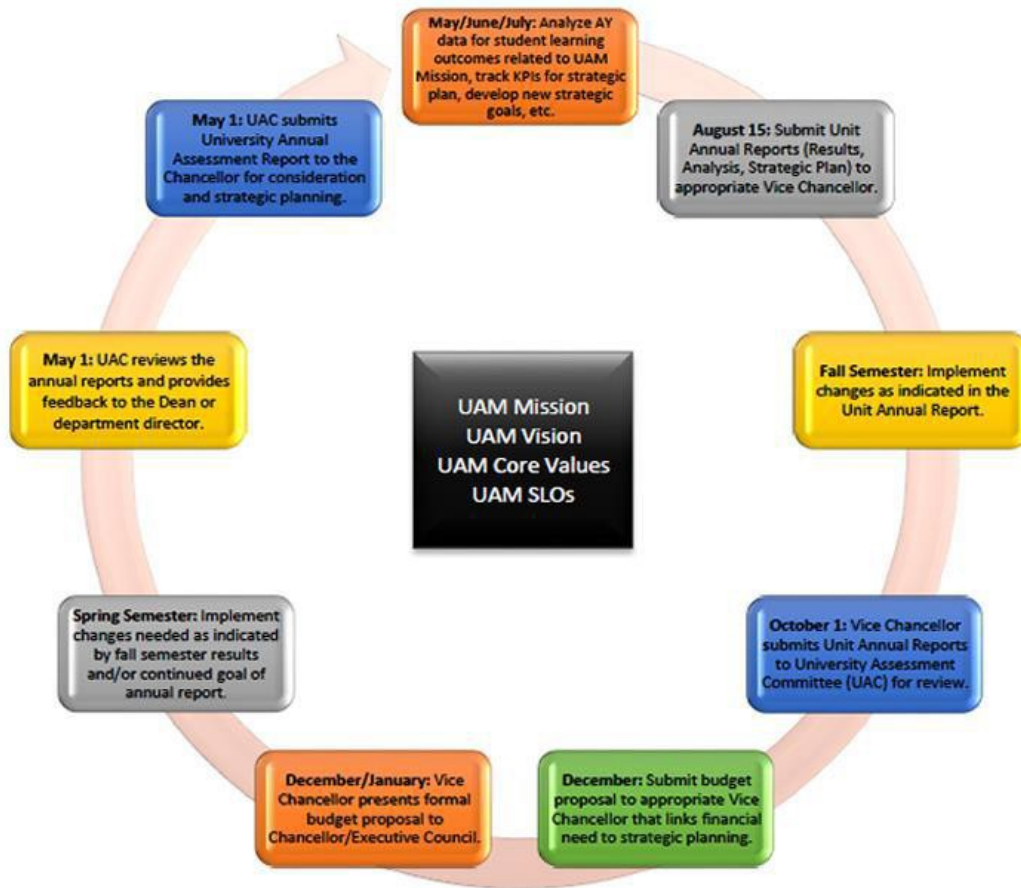 May/June/July: Analyze AY
data for student learning
outcomes related to UAM
Mission, track KPIs for strategic
plan, develop new strategic
goals, etc.
August 15: Submit Unit
Annual Reports (Results,
Analysis, Strategic Plan) to
appropriate Vice Chancellor.
Fall Semester: Implement
changes as indicated in the
Unit Annual Report.
October 1: Vice Chancellor
submits Unit Annual Reports
to University Assessment
Committee (UAC) for review.
December: Submit budget
proposal to appropriate Vice
Chancellor that links financial
need to strategic planning.
December/January: Vice
Chancellor presents formal
budget proposal to
Chancellor/Executive Council.
Spring Semester: Implement
changes needed as indicated
by fall semester results
and/or continued goal of
annual report.
May 1: UAC reviews the
annual reports and provides
feedback to the Dean or
department director.
May 1: UAC submits
University Annual
Assessment Report to the
Chancellor for consideration
and strategic planning.
UAM Mission
UAM Vision
UAM Core Values
UAM SLOs